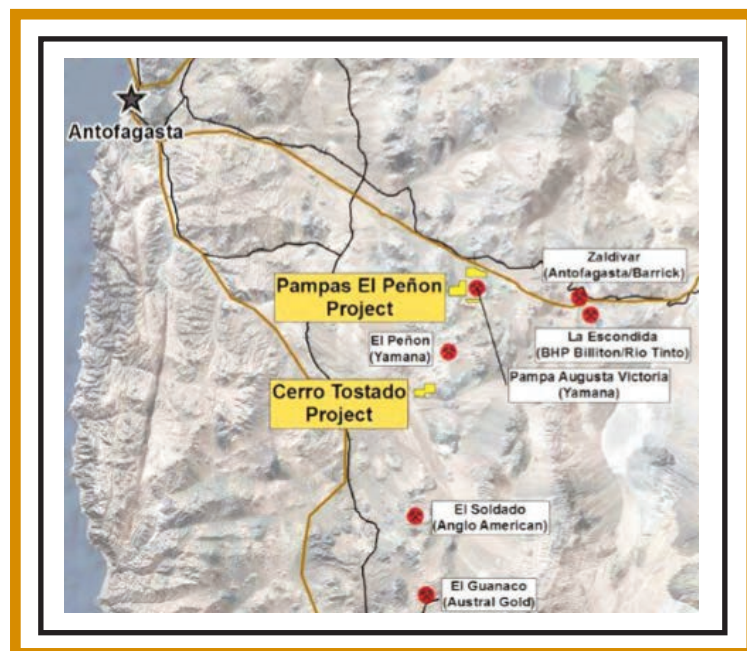 Antofagasta
Zaldivar
(Antofagasta/Barrick)
Pampas El Peñon
Project
La Escondida
(BHP Billiton/Rio Tinto)
El Peñon
(Yamana)
Pampa Augusta Victoria
(Yamana)
Cerro Tostado
Project
El Soldado
(Anglo American)
El Guanaco
(Austral Gold)